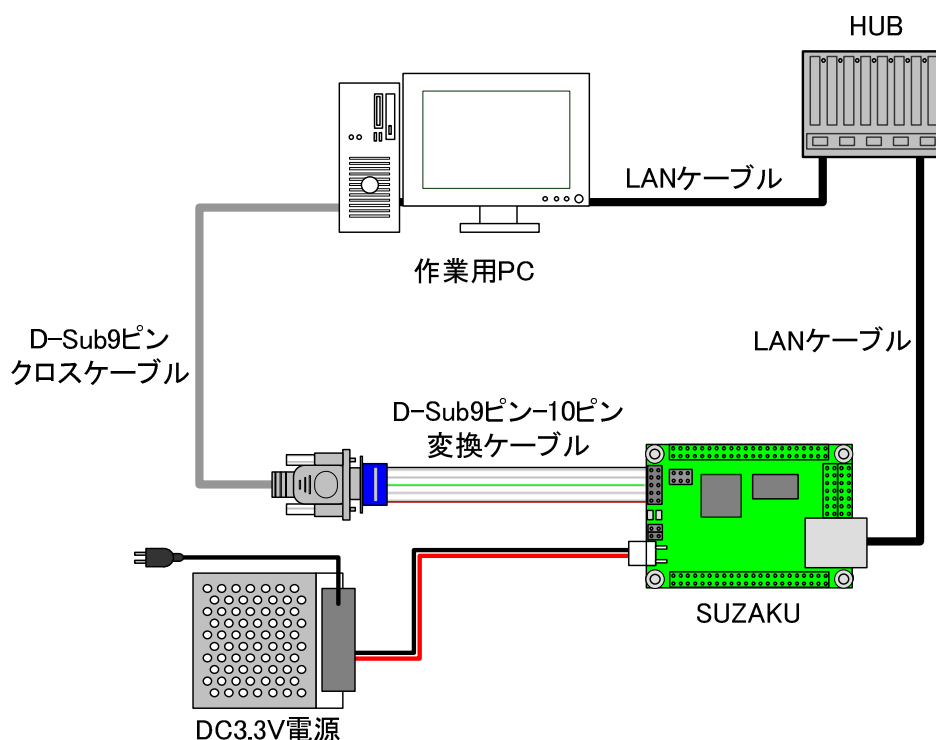 HUB
LANケーブル
作業用PC
D-Sub9ピン
クロスケーブル
LANケーブル
D-Sub9ピン-10ピン
変換ケーブル
SUZAKU
DC3.3V電源